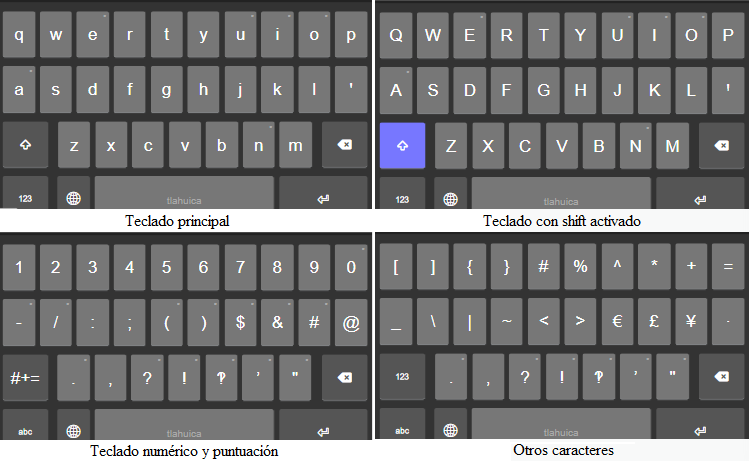 q w e r t y u i o p
a s d f g h j k l '
z x c v b n m
123 tlahuica
Teclado principal
Q W E R T Y U I O P
A S D F G H J K L '
Z X C V B N M
123 tlahuica
Teclado con shift activado
1 2 3 4 5 6 7 8 9 0
- / : ; ( ) $ & # @
#+= . , ? ! ‽ ’ "
abc tlahuica
Teclado numérico y puntuación
[ ] { } # % ^ * + =
_ \ | ~ < > € £ ¥ ·
123 . , ? ! ‽ ’ "
abc tlahuica
Otros caracteres